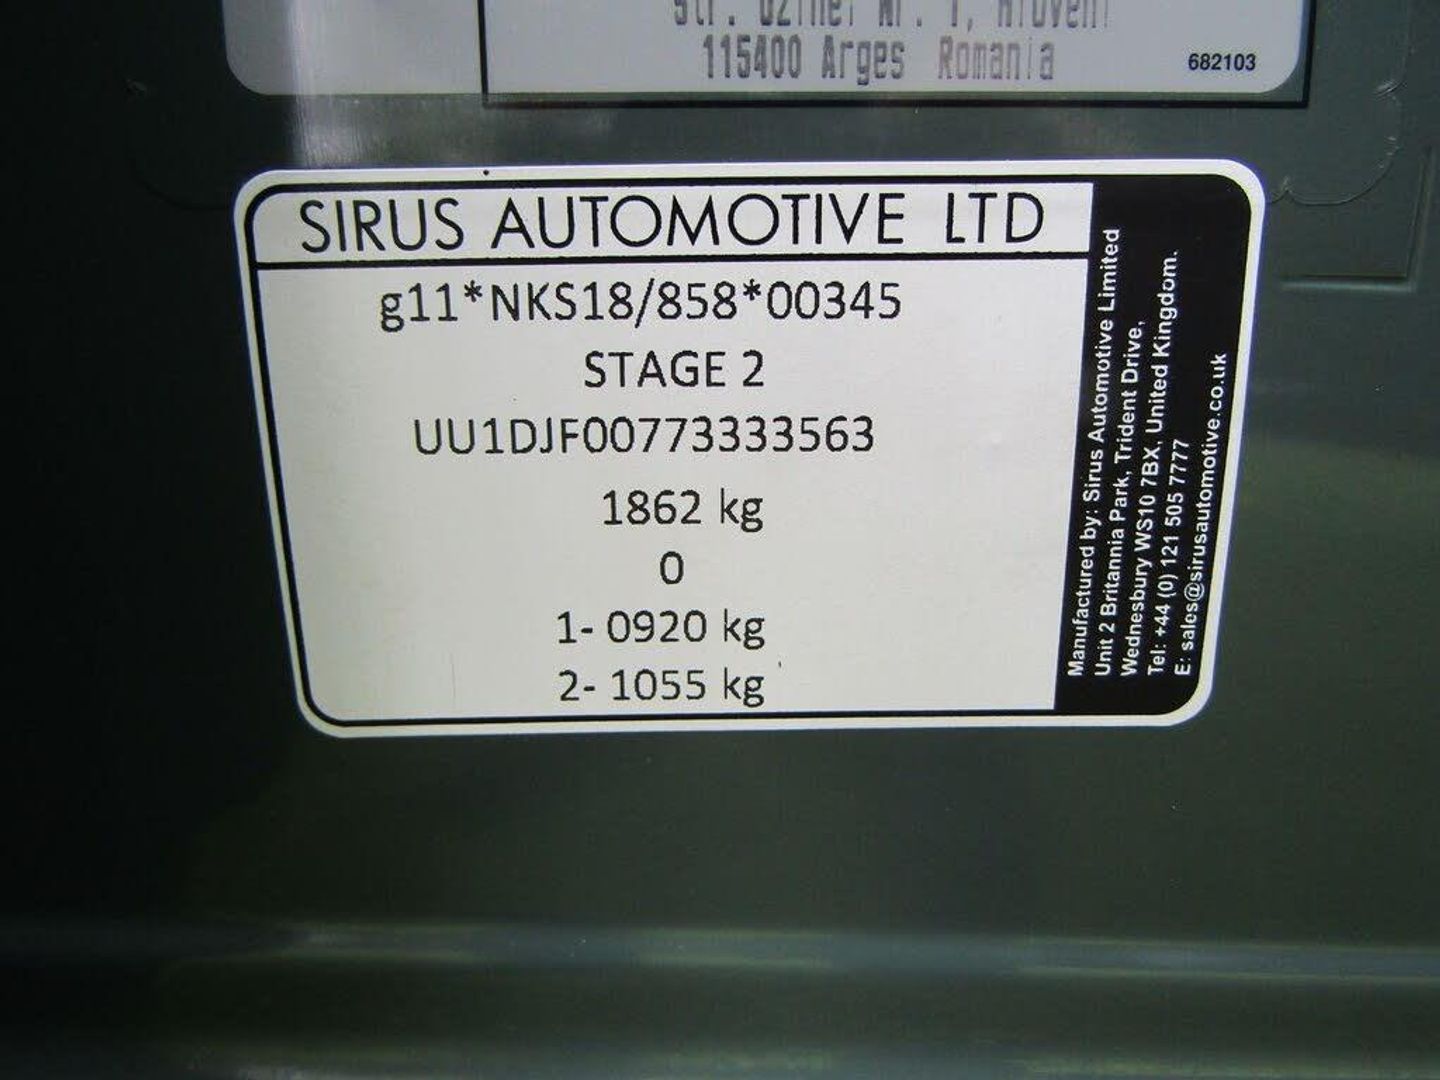 115400 Arges Romania
682103
SIRUS AUTOMOTIVE LTD
g11*NKS18/858*00345
STAGE 2
UU1DJF00773333563
1862 kg
0
1- 0920 kg
2- 1055 kg
Manufactured by: Sirus Automotive Limited
Unit 2 Britannia Park, Trident Drive,
Wednesbury WS10 7BX, United Kingdom.
Tel: +44 (0) 121 505 7777
E: sales@sirusautomotive.co.uk